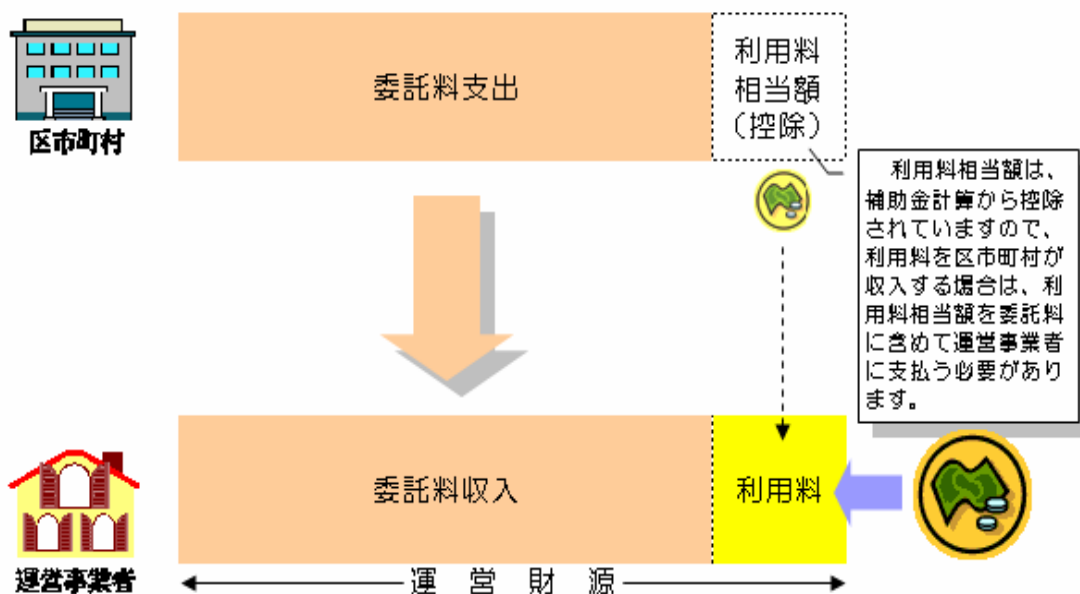 委託料支出
利用料
相当額
（控除）
区市町村
利用料相当額は、
補助金計算から控除
されていますので、
利用料を区市町村が
収入する場合は、利
用料相当額を委託料
に含めて運営事業者
に支払う必要があり
ます。
委託料収入
利用料
運営事業者
運営財源